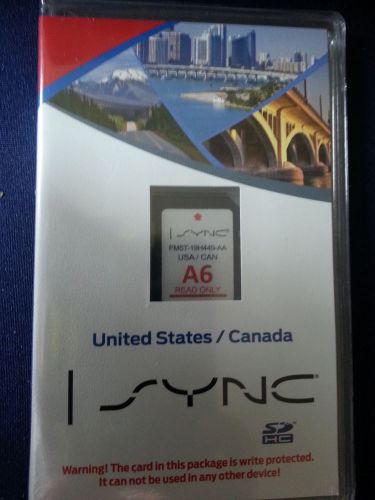 SYNC
FM5T-19H449-AA
USA / CAN
A6
READ ONLY
United States / Canada
SYNC
SD
HC
Warning! The card in this package is write protected.
It can not be used in any other device!